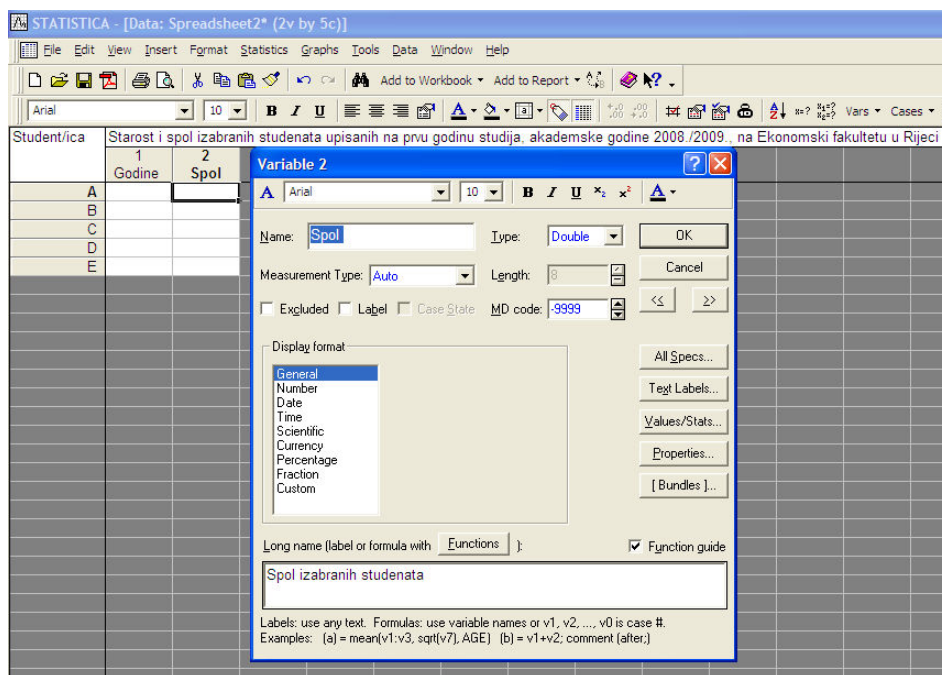 STATISTICA - [Data: Spreadsheet2* (2v by 5c)]
File Edit View Insert Format Statistics Graphs Tools Data Window Help
Add to Workbook Add to Report
Arial 10 B I U A Vars Cases
Student/ica Starost i spol izabranih studenata upisanih na prvu godinu studija, akademske godine 2008./2009., na Ekonomski fakultetu u Rijeci
1 2
Godine Spol
A
B
C
D
E
Variable 2
A Arial 10 B I U x₂ x² A
Name: Spol Type: Double OK
Measurement Type: Auto Length: 8 Cancel
Excluded Label Case State MD code: -9999 << >>
Display format
General
Number
Date
Time
Scientific
Currency
Percentage
Fraction
Custom
All Specs...
Text Labels...
Values/Stats...
Properties...
[ Bundles ]...
Long name (label or formula with Functions ): Function guide
Spol izabranih studenata
Labels: use any text. Formulas: use variable names or v1, v2, ..., v0 is case #.
Examples: (a) = mean(v1:v3, sqrt(v7), AGE) (b) = v1+v2; comment (after;)